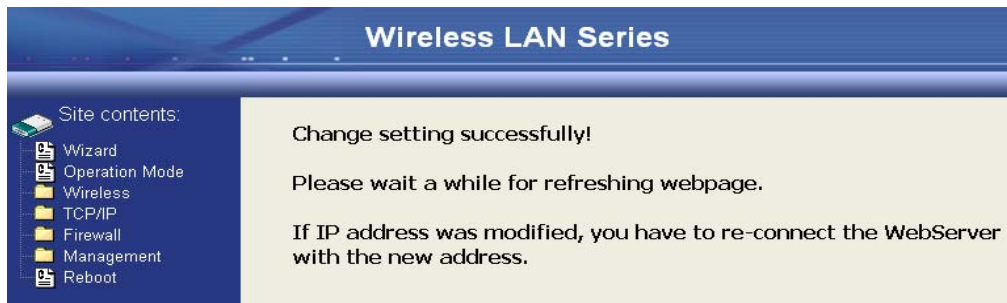 Wireless LAN Series
Site contents:
Wizard
Operation Mode
Wireless
TCP/IP
Firewall
Management
Reboot
Change setting successfully!
Please wait a while for refreshing webpage.
If IP address was modified, you have to re-connect the WebServer
with the new address.